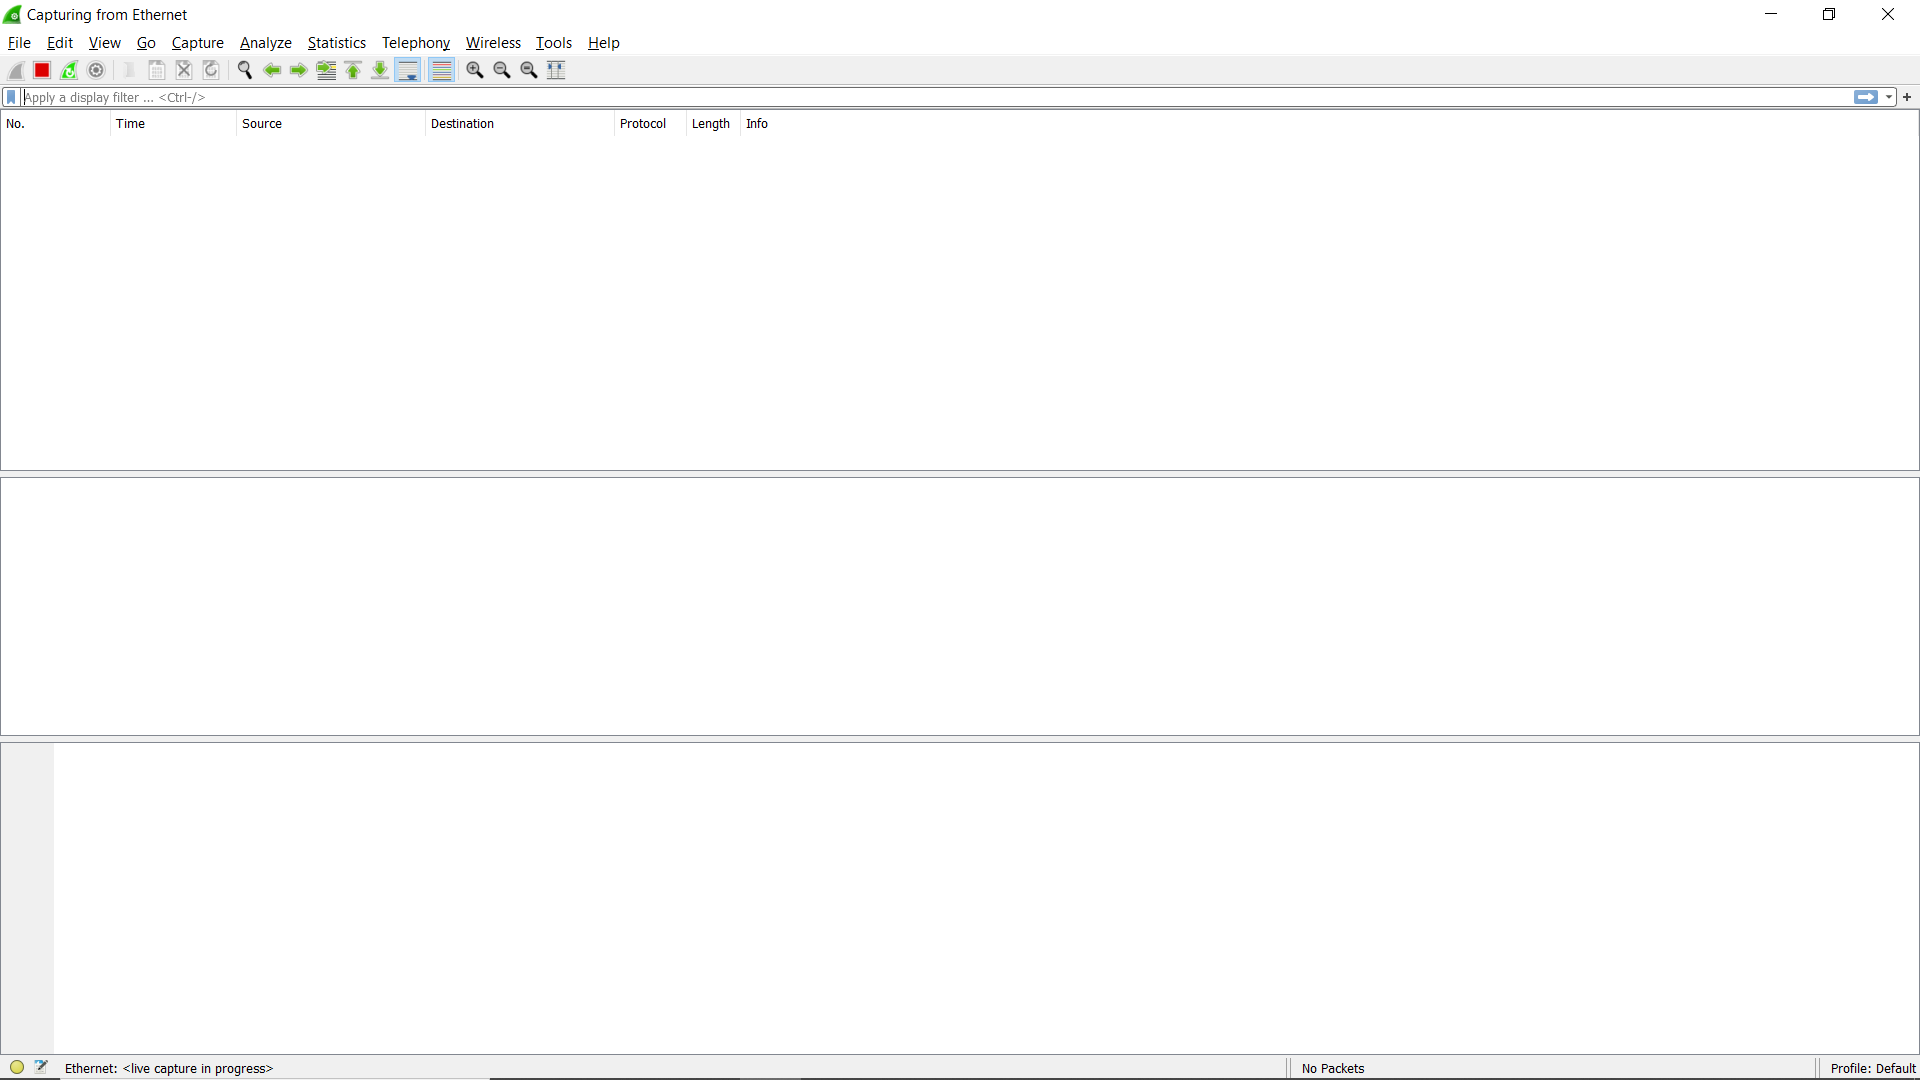 Capturing from Ethernet
File Edit View Go Capture Analyze Statistics Telephony Wireless Tools Help
Apply a display filter ... <Ctrl-/>
No. Time Source Destination Protocol Length Info
Ethernet: <live capture in progress> No Packets Profile: Default